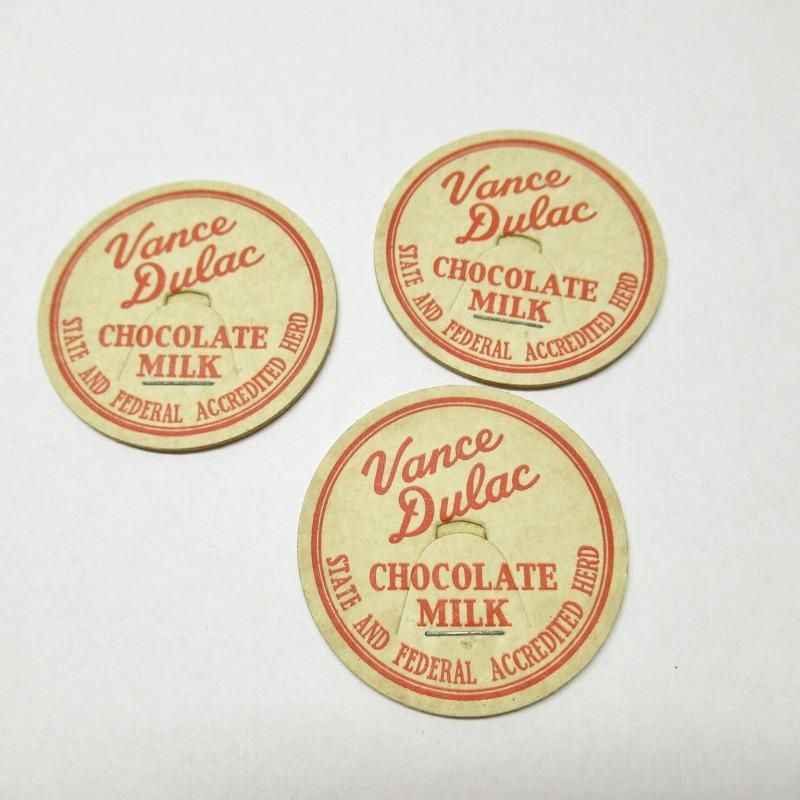 Vance
Dulac
CHOCOLATE
MILK
STATE AND FEDERAL ACCREDITED HERD
Vance
Dulac
CHOCOLATE
MILK
STATE AND FEDERAL ACCREDITED HERD
Vance
Dulac
CHOCOLATE
MILK
STATE AND FEDERAL ACCREDITED HERD